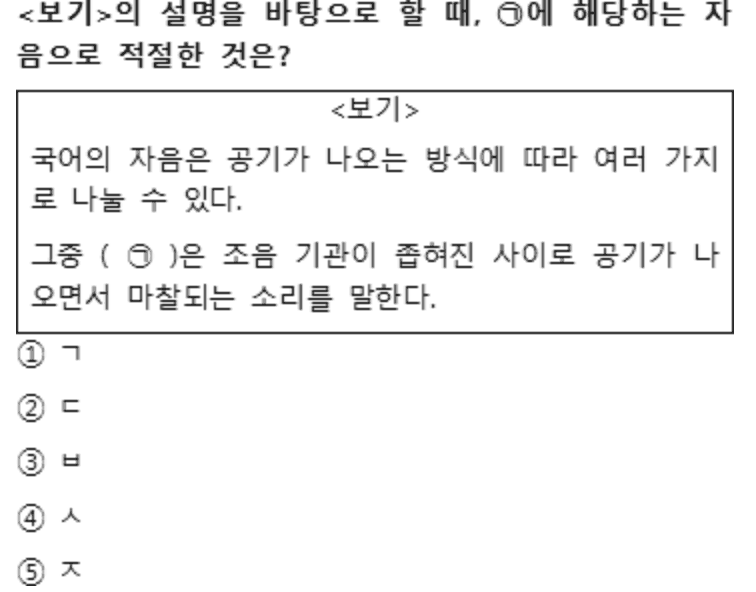 <보기>의 설명을 바탕으로 할 때, ㉠에 해당하는 자
음으로 적절한 것은?
<보기>
국어의 자음은 공기가 나오는 방식에 따라 여러 가지
로 나눌 수 있다.
그중 ( ㉠ )은 조음 기관이 좁혀진 사이로 공기가 나
오면서 마찰되는 소리를 말한다.
① ㄱ
② ㄷ
③ ㅂ
④ ㅅ
⑤ ㅈ